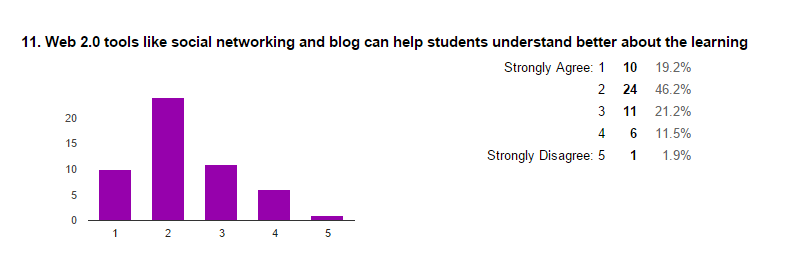 11. Web 2.0 tools like social networking and blog can help students understand better about the learning
Strongly Agree: 1 10 19.2%
2 24 46.2%
3 11 21.2%
4 6 11.5%
Strongly Disagree: 5 1 1.9%
20
15
10
5
0
1 2 3 4 5